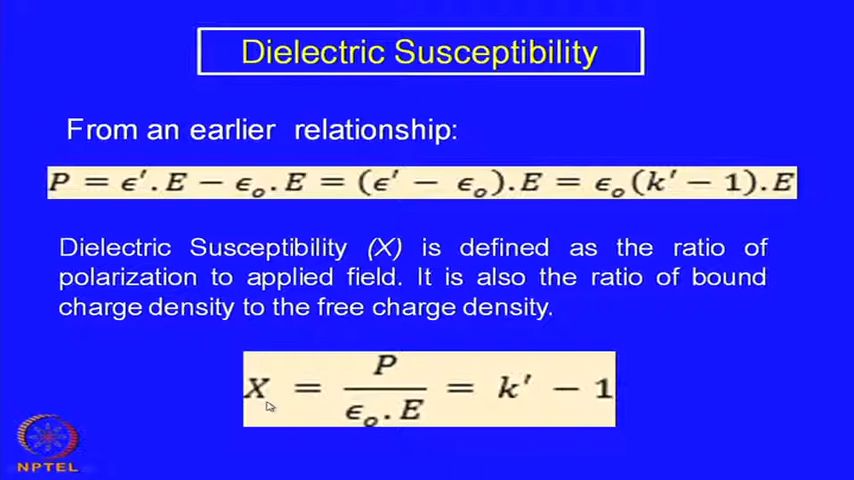 Dielectric Susceptibility
From an earlier relationship:
P = ϵ′.E − ϵₒ.E = (ϵ′ − ϵₒ).E = ϵₒ(k′ − 1).E
Dielectric Susceptibility (X) is defined as the ratio of
polarization to applied field. It is also the ratio of bound
charge density to the free charge density.
X = P / ϵₒ.E = k′ − 1
NPTEL